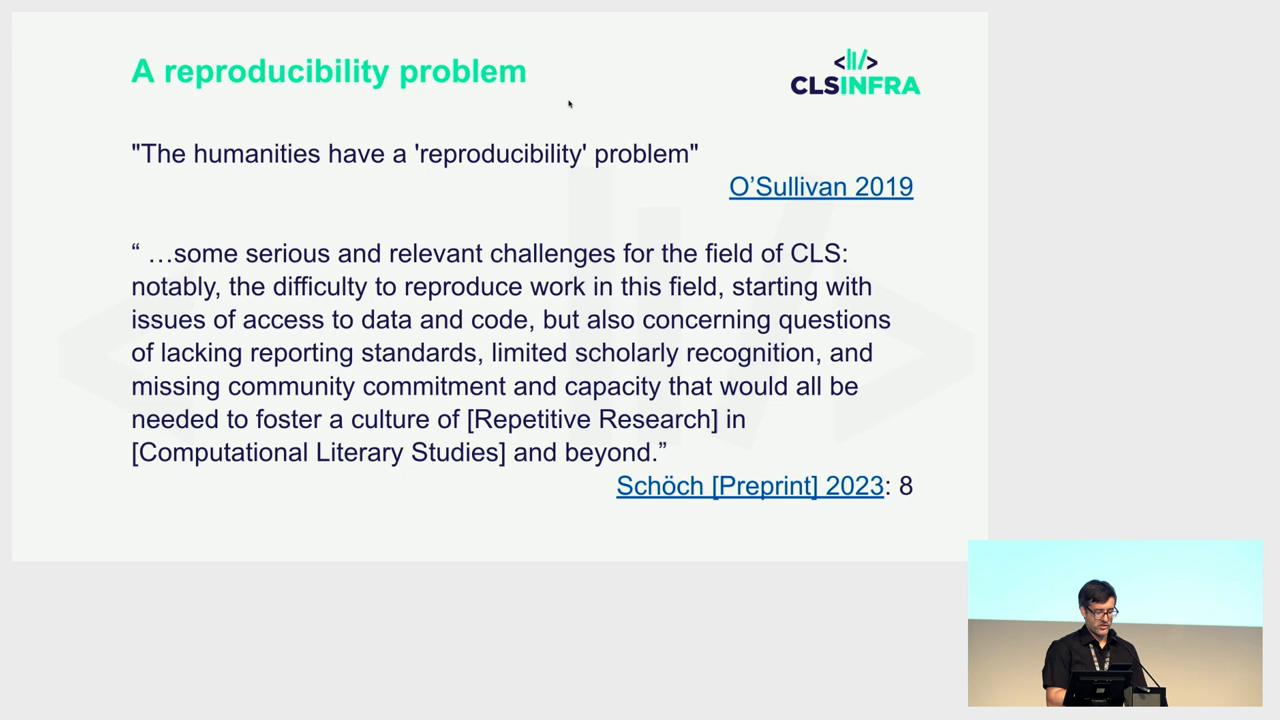 A reproducibility problem
</II/>
CLSINFRA
"The humanities have a 'reproducibility' problem"
O’Sullivan 2019
“ …some serious and relevant challenges for the field of CLS:
notably, the difficulty to reproduce work in this field, starting with
issues of access to data and code, but also concerning questions
of lacking reporting standards, limited scholarly recognition, and
missing community commitment and capacity that would all be
needed to foster a culture of [Repetitive Research] in
[Computational Literary Studies] and beyond.”
Schöch [Preprint] 2023: 8